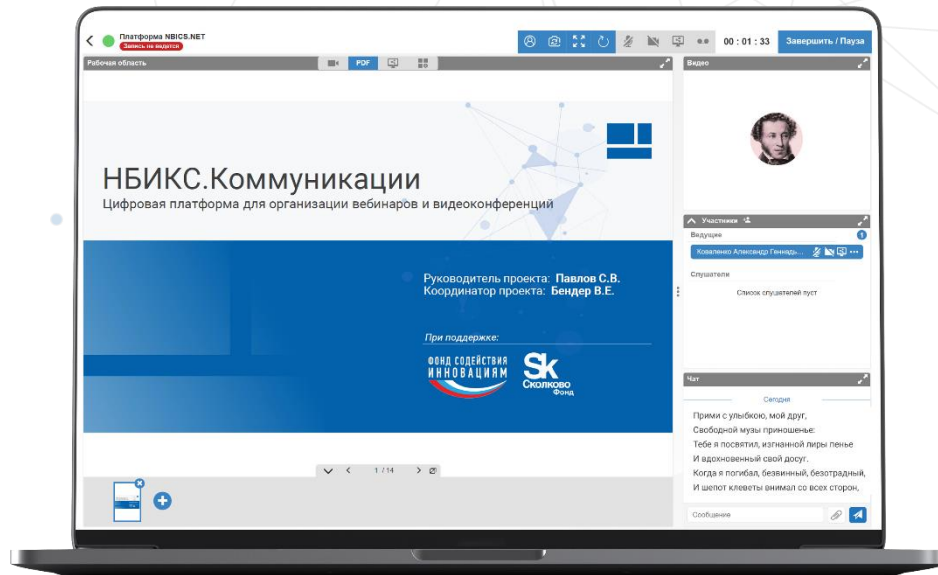 Платформа NBICS.NET
Запись не ведется
00 : 01 : 33
Завершить / Пауза
Рабочая область
PDF
Видео
НБИКС.Коммуникации
Цифровая платформа для организации вебинаров и видеоконференций
Руководитель проекта: Павлов С.В.
Координатор проекта: Бендер В.Е.
При поддержке:
ФОНД СОДЕЙСТВИЯ
ИННОВАЦИЯМ
Sk
Сколково
Фонд
1 / 14
Участники
Ведущие
1
Коваленко Александр Геннадь...
Слушатели
Список слушателей пуст
Чат
Сегодня
Прими с улыбкою, мой друг,
Свободной музы приношенье:
Тебе я посвятил, изгнанной лиры пенье
И вдохновенный свой досуг.
Когда я погибал, безвинный, безотрадный,
И шепот клеветы внимал со всех сторон,
Сообщение